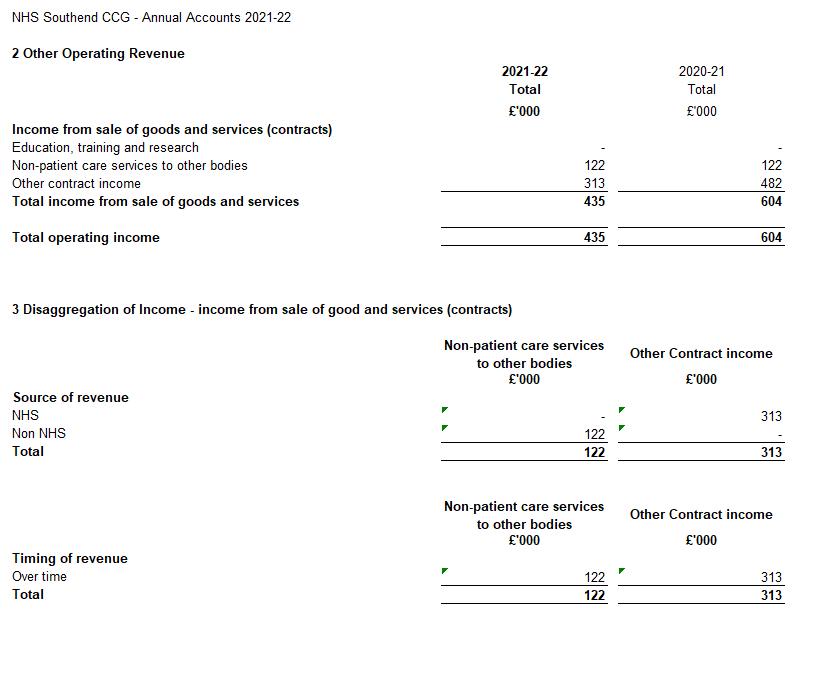 NHS Southend CCG - Annual Accounts 2021-22
2 Other Operating Revenue
2021-22 2020-21
Total Total
£'000 £'000
Income from sale of goods and services (contracts)
Education, training and research - -
Non-patient care services to other bodies 122 122
Other contract income 313 482
Total income from sale of goods and services 435 604
Total operating income 435 604
3 Disaggregation of Income - income from sale of good and services (contracts)
Non-patient care services
to other bodies Other Contract income
£'000 £'000
Source of revenue
NHS - 313
Non NHS 122 -
Total 122 313
Non-patient care services
to other bodies Other Contract income
£'000 £'000
Timing of revenue
Over time 122 313
Total 122 313